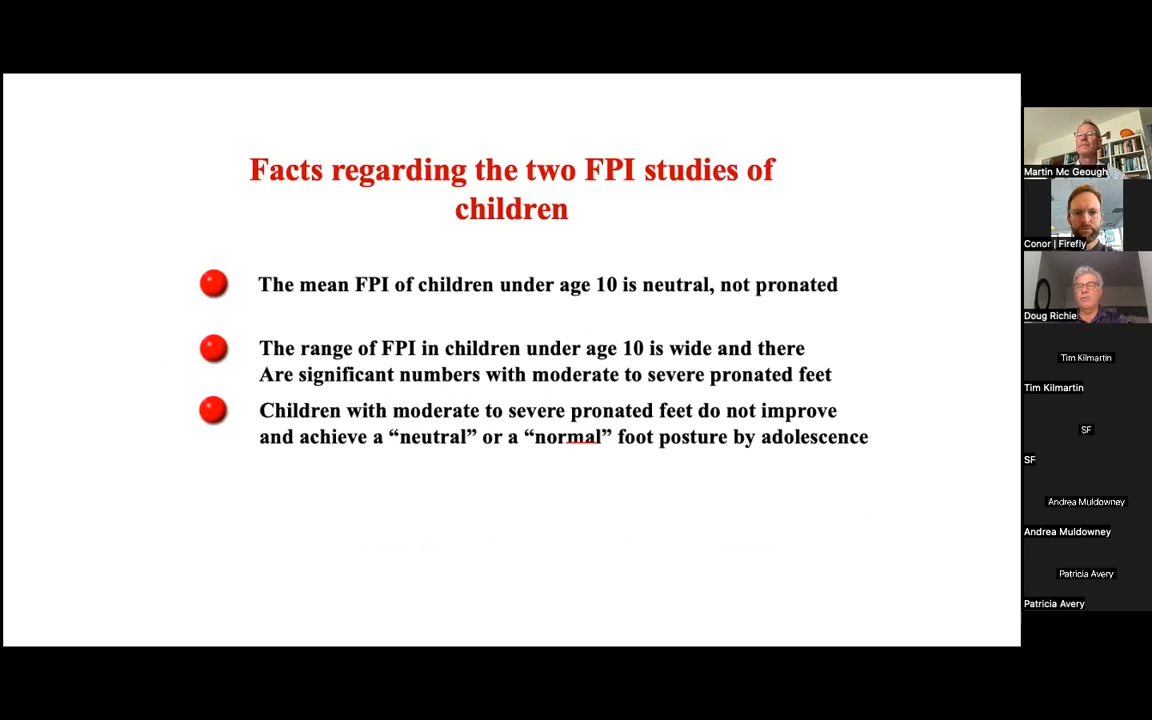 Facts regarding the two FPI studies of
children
The mean FPI of children under age 10 is neutral, not pronated
The range of FPI in children under age 10 is wide and there
Are significant numbers with moderate to severe pronated feet
Children with moderate to severe pronated feet do not improve
and achieve a “neutral” or a “normal” foot posture by adolescence
Martin Mc Geough
Conor | Firefly
Doug Richie
Tim Kilmartin
Tim Kilmartin
SF
SF
Andrea Muldowney
Andrea Muldowney
Patricia Avery
Patricia Avery